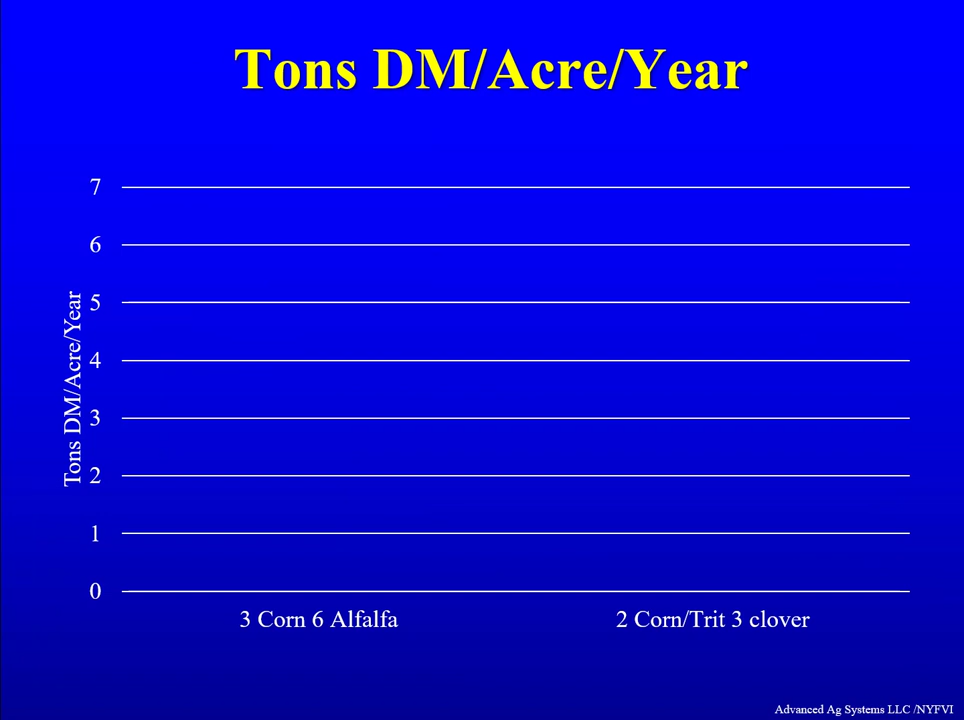 Tons DM/Acre/Year
7
6
5
4
3
2
1
0
Tons DM/Acre/Year
3 Corn 6 Alfalfa
2 Corn/Trit 3 clover
Advanced Ag Systems LLC /NYFVI